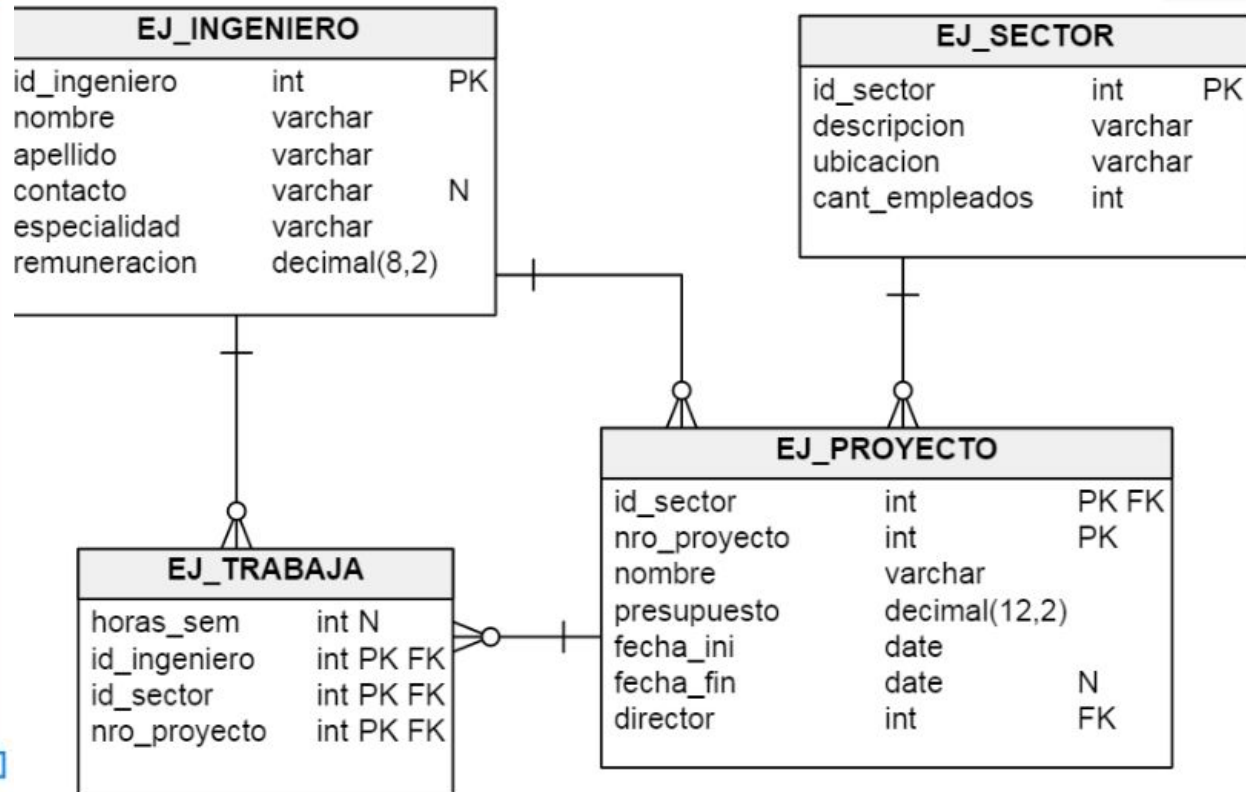 EJ_INGENIERO
id_ingeniero int PK
nombre varchar
apellido varchar
contacto varchar N
especialidad varchar
remuneracion decimal(8,2)
EJ_SECTOR
id_sector int PK
descripcion varchar
ubicacion varchar
cant_empleados int
EJ_PROYECTO
id_sector int PK FK
nro_proyecto int PK
nombre varchar
presupuesto decimal(12,2)
fecha_ini date
fecha_fin date N
director int FK
EJ_TRABAJA
horas_sem int N
id_ingeniero int PK FK
id_sector int PK FK
nro_proyecto int PK FK
]